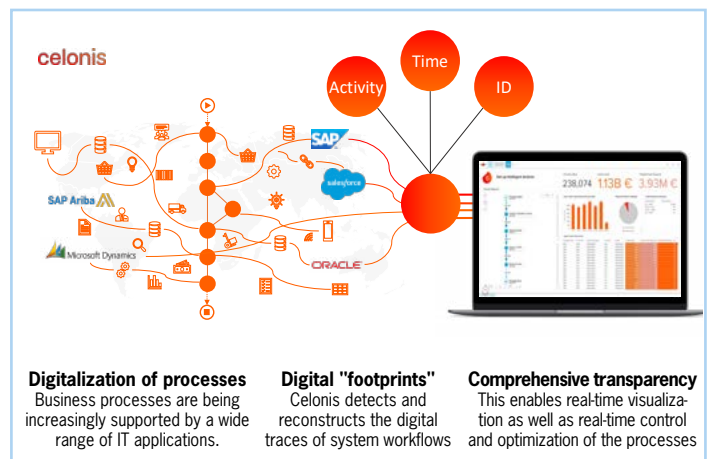 celonis
Activity
Time
ID
SAP
SAP Ariba
salesforce
Microsoft Dynamics
ORACLE
238,074
1.13B €
3.93M €
Digitalization of processes
Business processes are being
increasingly supported by a wide
range of IT applications.
Digital "footprints"
Celonis detects and
reconstructs the digital
traces of system workflows
Comprehensive transparency
This enables real-time visualiza-
tion as well as real-time control
and optimization of the processes